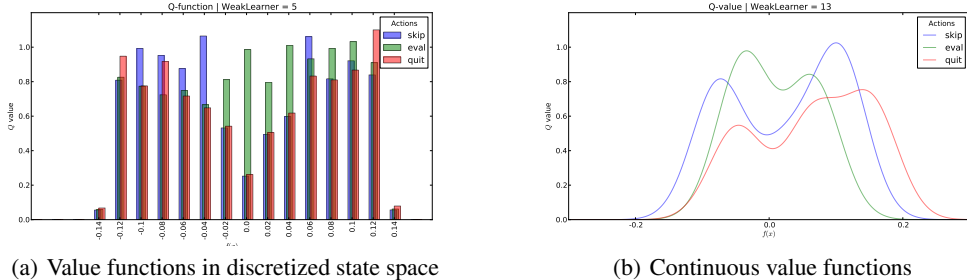 Q-function | WeakLearner = 5
Actions
skip
eval
quit
1.0
0.8
0.6
0.4
0.2
0.0
Q value
-0.14
-0.12
-0.1
-0.08
-0.06
-0.04
-0.02
0.0
0.02
0.04
0.06
0.08
0.1
0.12
0.14
f(x)
(a) Value functions in discretized state space
Q-value | WeakLearner = 13
Actions
skip
eval
quit
1.0
0.8
0.6
0.4
0.2
0.0
Q value
-0.2
0.0
0.2
f(x)
(b) Continuous value functions